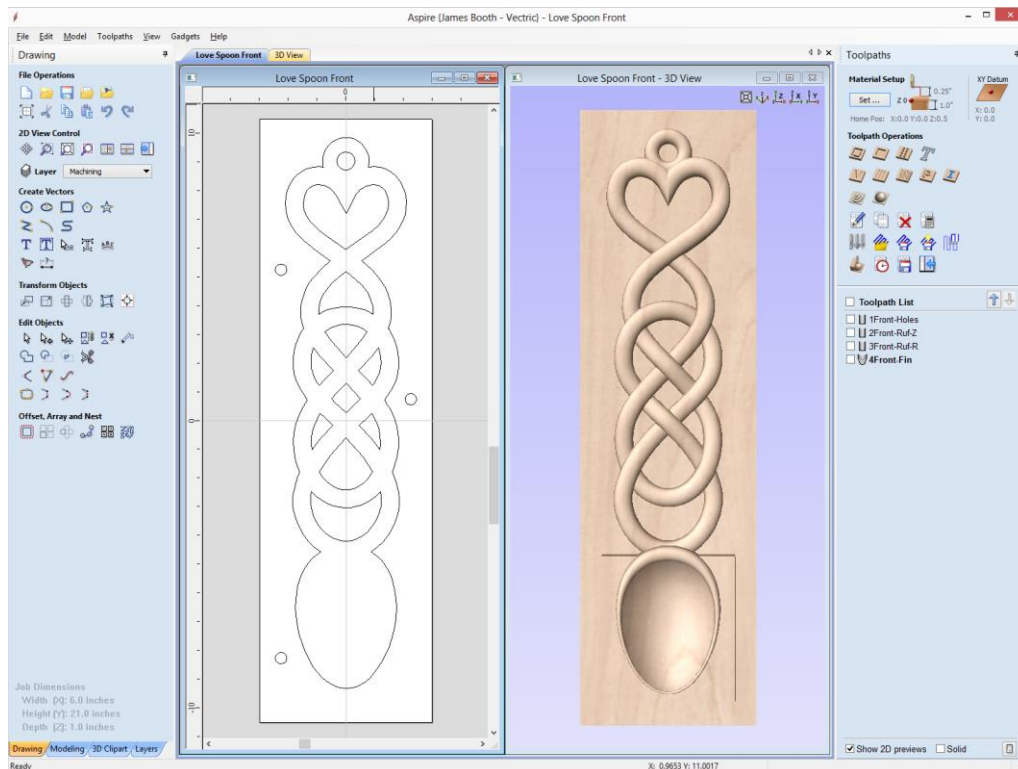 Aspire (James Booth - Vectric) - Love Spoon Front
File Edit Model Toolpaths View Gadgets Help
Drawing
File Operations
2D View Control
Layer Machining
Create Vectors
Transform Objects
Edit Objects
Offset, Array and Nest
Job Dimensions
Width (X): 6.0 inches
Height (Y): 21.0 inches
Depth (Z): 1.0 inches
Drawing Modeling 3D Clipart Layers
Ready
Love Spoon Front 3D View
Love Spoon Front
0
10
0
-10
Love Spoon Front - 3D View
Z X Y
Toolpaths
Material Setup
Set ...
Z 0
0.25"
1.0"
Home Pos: X:0.0 Y:0.0 Z:0.5
XY Datum
X: 0.0
Y: 0.0
Toolpath Operations
Toolpath List
1Front-Holes
2Front-Ruf-Z
3Front-Ruf-R
4Front-Fin
Show 2D previews Solid
X: 0.9653 Y: 11.0017